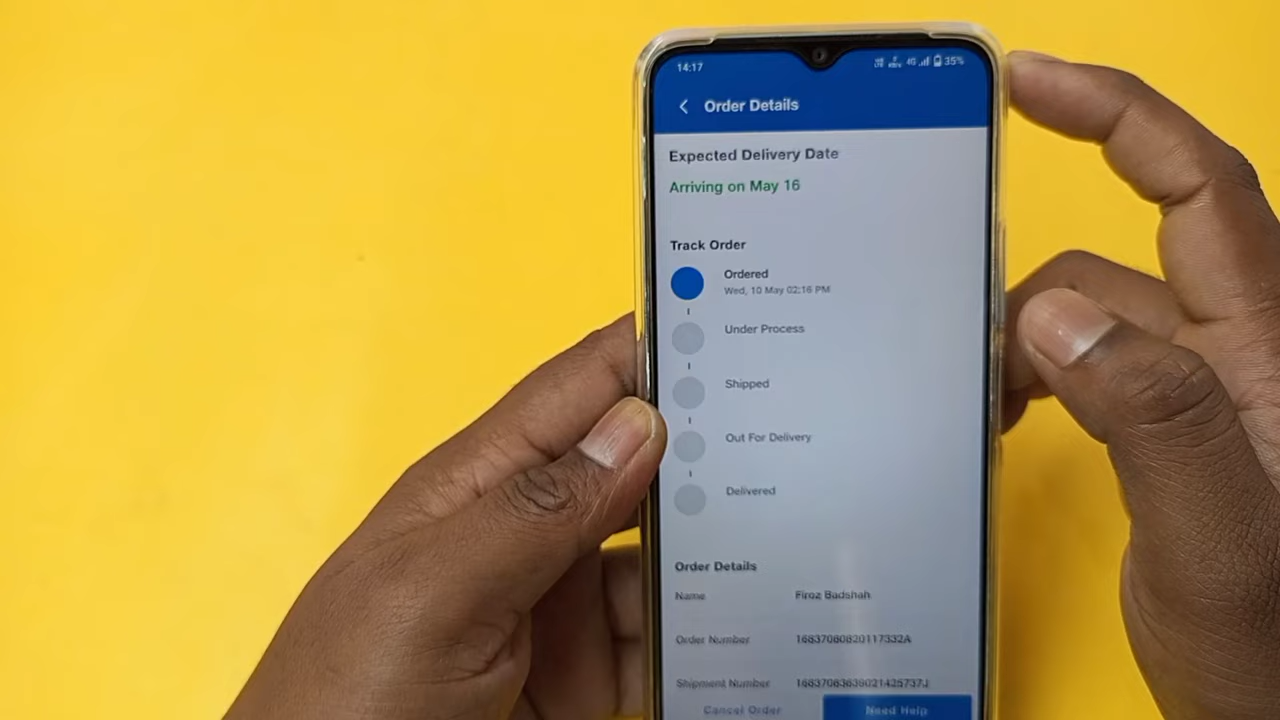 14:17 4G 35%
Order Details
Expected Delivery Date
Arriving on May 16
Track Order
Ordered
Wed, 10 May 02:16 PM
Under Process
Shipped
Out For Delivery
Delivered
Order Details
Name Firoz Badshah
Order Number
Shipment Number
Cancel Order Need Help